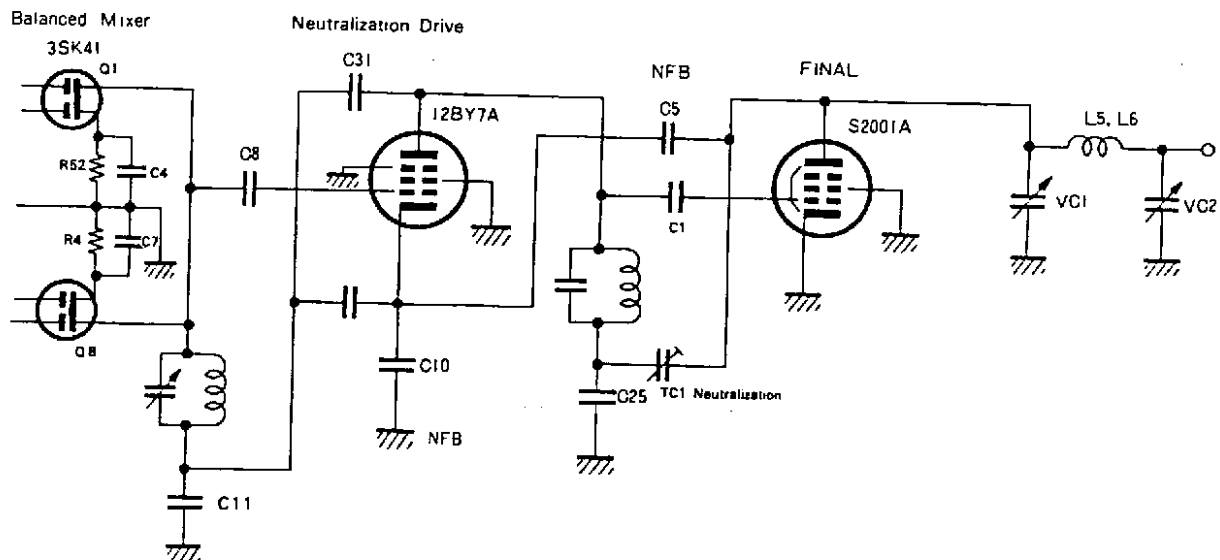 Balanced Mixer
3SK41
Q1
R52
C4
R4
C7
Q8
C11
Neutralization Drive
C31
12BY7A
C8
C10
NFB
NFB
C5
C1
C25
TC1 Neutralization
FINAL
S2001A
L5, L6
VC1
VC2